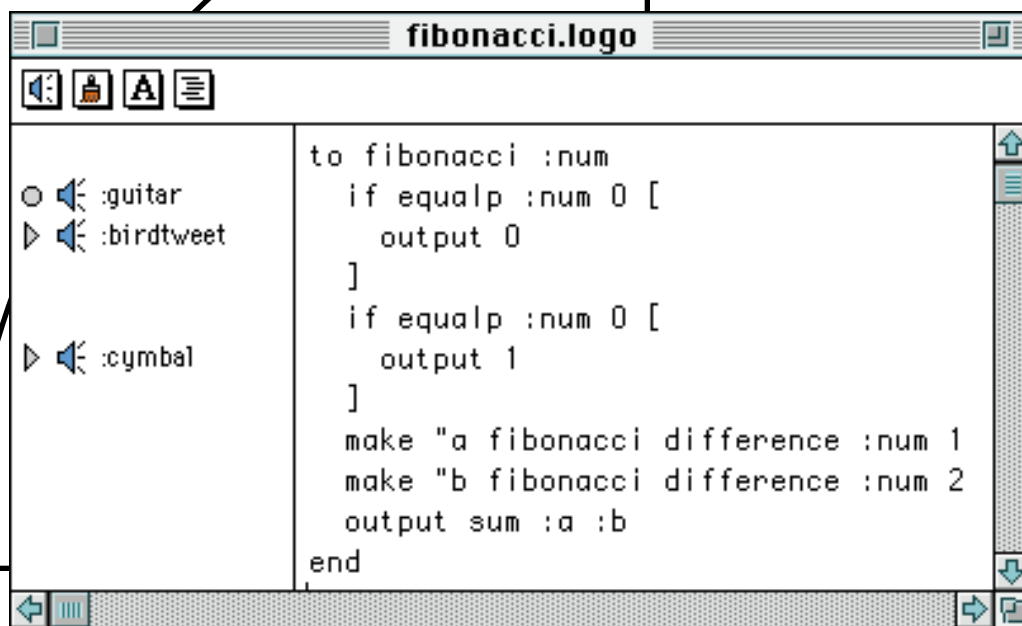 fibonacci.logo
A
:guitar
:birdtweet
:cymbal
to fibonacci :num
  if equalp :num 0 [
    output 0
  ]
  if equalp :num 0 [
    output 1
  ]
  make "a fibonacci difference :num 1
  make "b fibonacci difference :num 2
  output sum :a :b
end